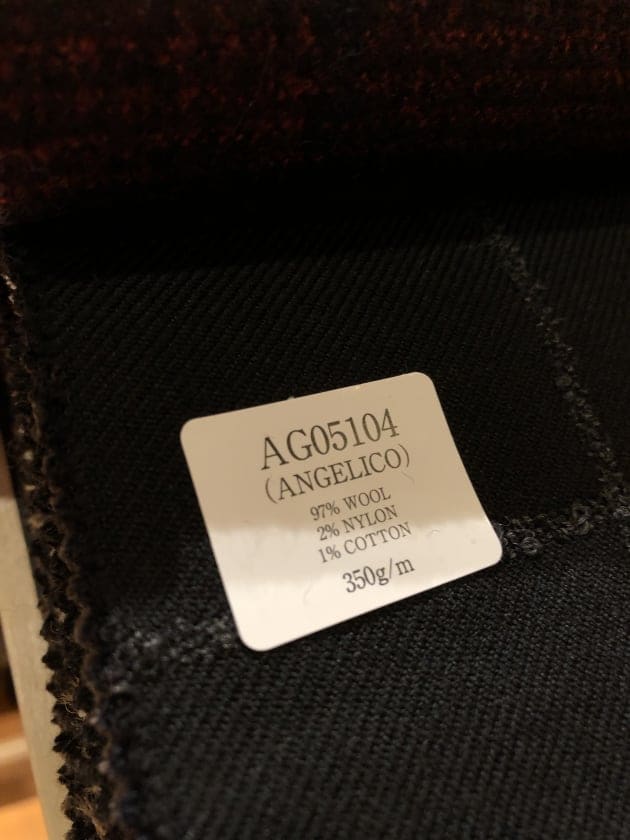 AG05104
(ANGELICO)
97% WOOL
2% NYLON
1% COTTON
350g/m